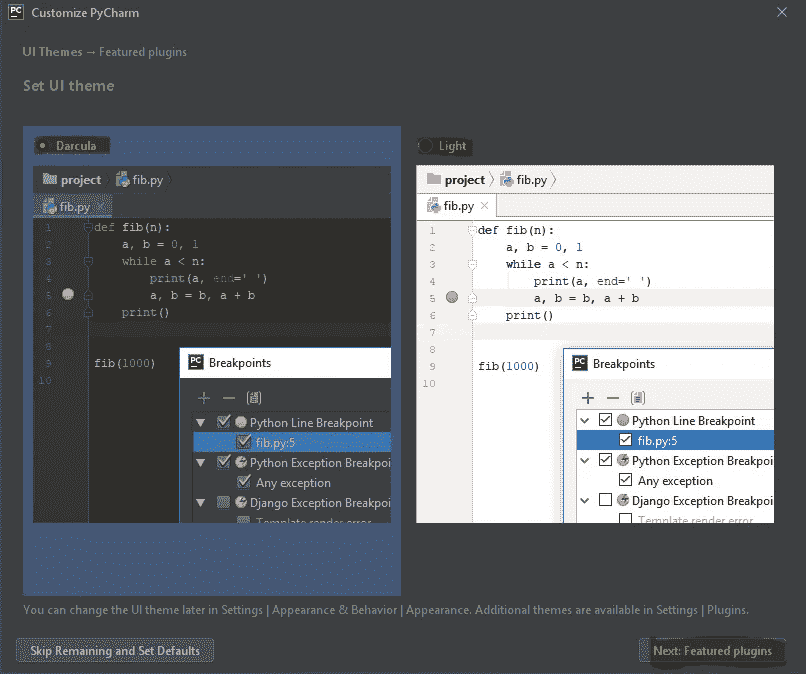 PC Customize PyCharm
UI Themes → Featured plugins
Set UI theme
Darcula
project fib.py
fib.py
1 def fib(n):
2 a, b = 0, 1
3 while a < n:
4 print(a, end=' ')
5 a, b = b, a + b
6 print()
7
8
9 fib(1000)
10
PC Breakpoints
Python Line Breakpoint
fib.py:5
Python Exception Breakpoi
Any exception
Django Exception Breakpoi
Template render error
Light
project fib.py
fib.py
1 def fib(n):
2 a, b = 0, 1
3 while a < n:
4 print(a, end=' ')
5 a, b = b, a + b
6 print()
7
8
9 fib(1000)
10
PC Breakpoints
Python Line Breakpoint
fib.py:5
Python Exception Breakpoi
Any exception
Django Exception Breakpoi
Template render error
You can change the UI theme later in Settings | Appearance & Behavior | Appearance. Additional themes are available in Settings | Plugins.
Skip Remaining and Set Defaults
Next: Featured plugins